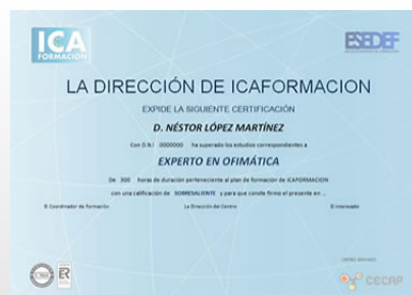 ICA
FORMACIÓN
ESEDEF
LA DIRECCIÓN DE ICAFORMACION
EXPIDE LA SIGUIENTE CERTIFICACIÓN
D. NÉSTOR LÓPEZ MARTÍNEZ
Con D.N.I 0000000 ha superado los estudios correspondientes a
EXPERTO EN OFIMÁTICA
De 300 horas de duración perteneciente al plan de formación de ICAFORMACION
con una calificación de SOBRESALIENTE y para que conste firmo el presente en ...
El Coordinador de Formación La Dirección del Centro El interesado
CECAP